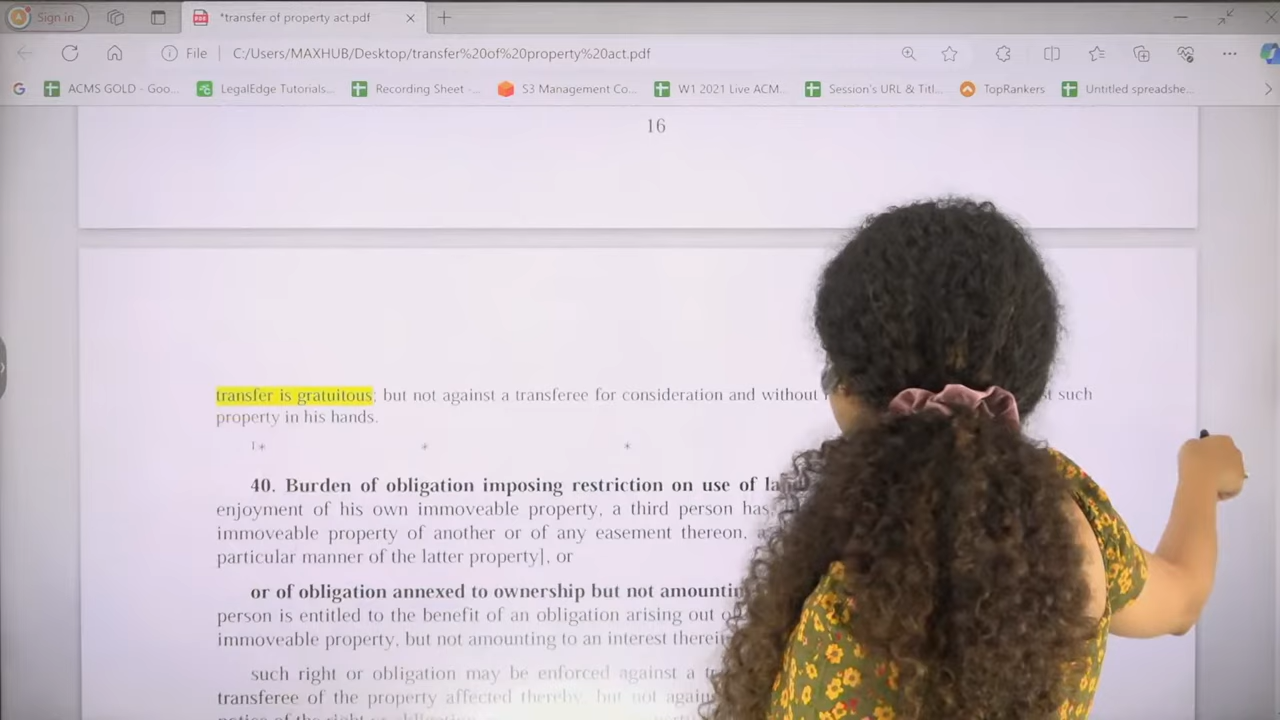 Sign in
*transfer of property act.pdf
File
C:/Users/MAXHUB/Desktop/transfer%20of%20property%20act.pdf
ACMS GOLD - Goo...
LegalEdge Tutorials...
Recording Sheet -...
S3 Management Co...
W1 2021 Live ACM...
Session's URL & Titl...
TopRankers
Untitled spreadshe...
16
transfer is gratuitous; but not against a transferee for consideration and without st such
property in his hands.
1* * *
40. Burden of obligation imposing restriction on use of
enjoyment of his own immoveable property, a third person has,
immoveable property of another or of any easement thereon,
particular manner of the latter property], or
or of obligation annexed to ownership but not amountin
person is entitled to the benefit of an obligation arising out
immoveable property, but not amounting to an interest
such right or obligation may be enforced against a
transferee of the property affected thereby, but not